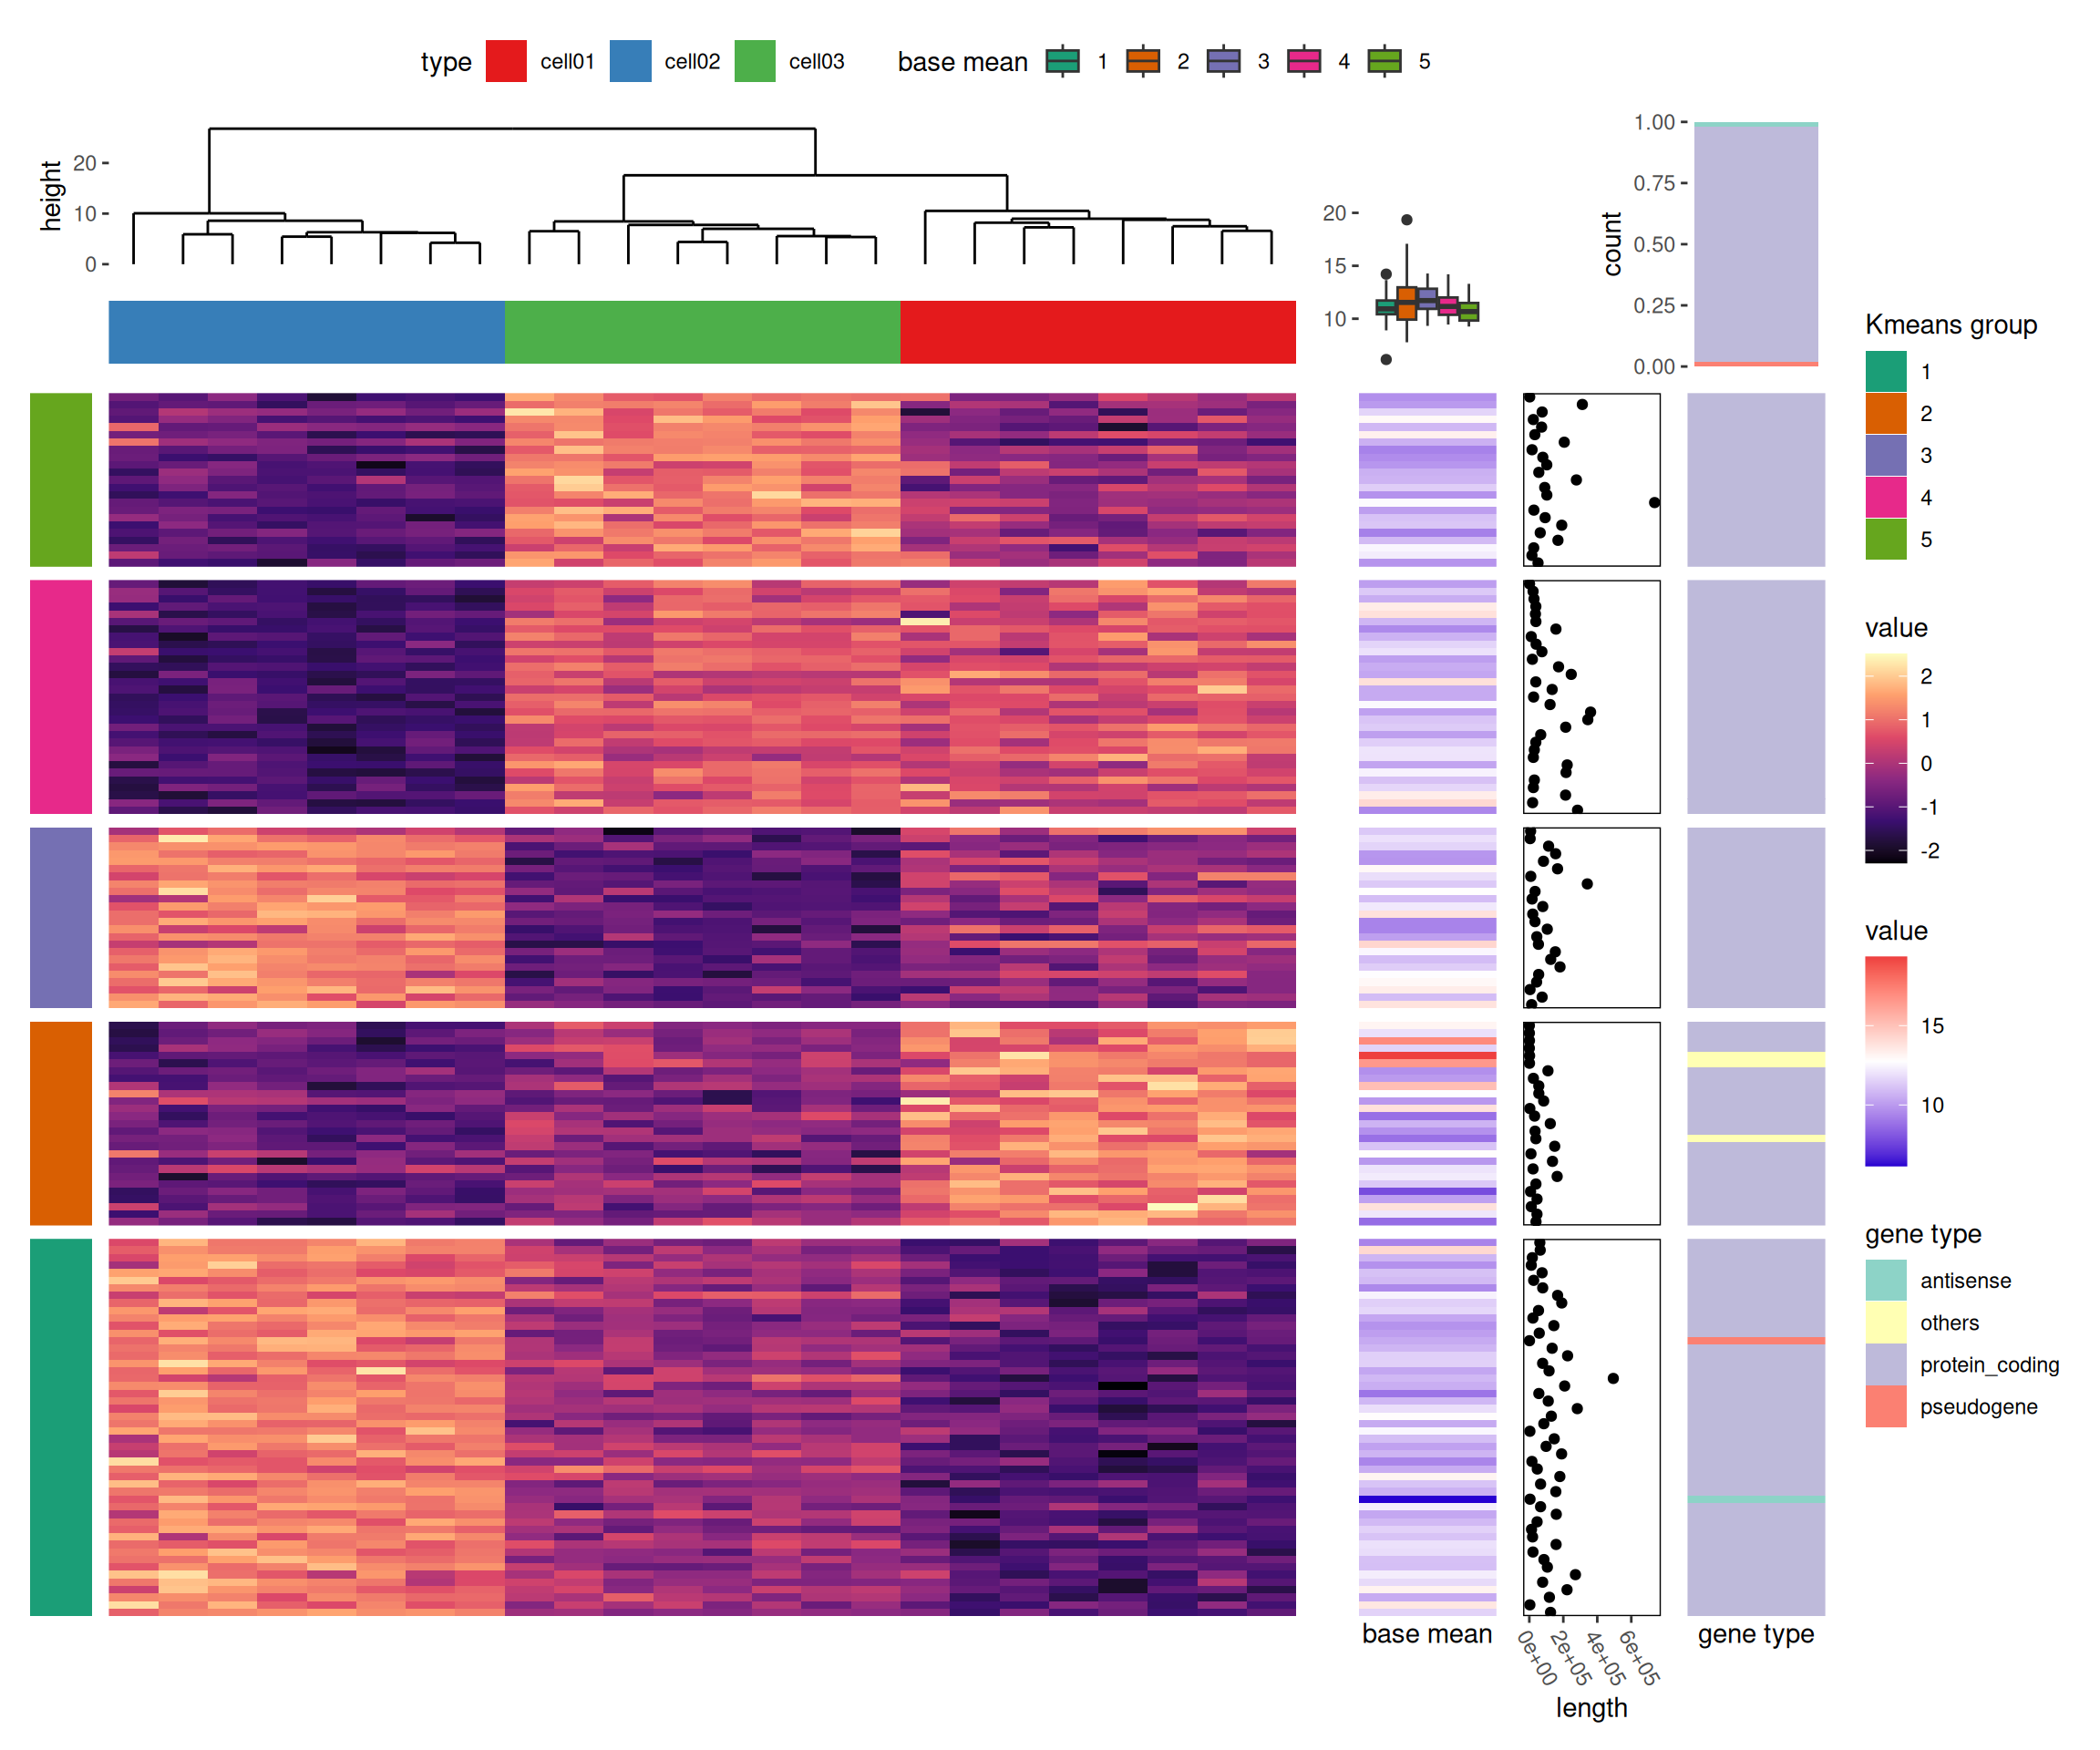 type cell01 cell02 cell03 base mean 1 2 3 4 5
height
20
10
0
20
15
10
count
1.00
0.75
0.50
0.25
0.00
Kmeans group
1
2
3
4
5
value
2
1
0
-1
-2
value
15
10
gene type
antisense
others
protein_coding
pseudogene
base mean
0e+00
2e+05
4e+05
6e+05
length
gene type